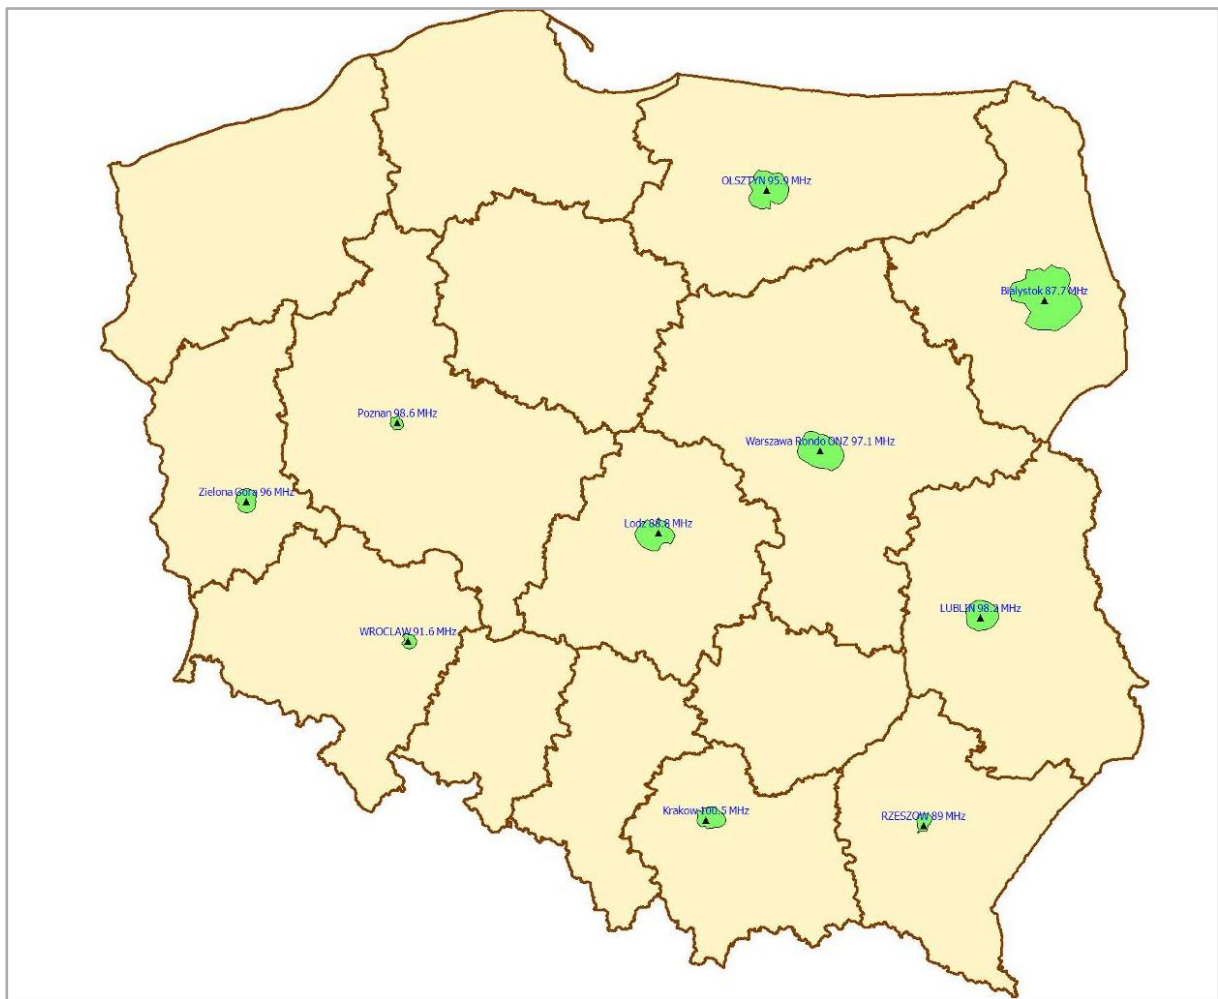 OLSZTYN 95.9 MHz
Bialystok 87.7 MHz
Poznan 98.6 MHz
Warszawa Rondo ONZ 97.1 MHz
Zielona Gora 96 MHz
Lodz 88.8 MHz
LUBLIN 98.2 MHz
WROCLAW 91.6 MHz
Krakow 100.5 MHz
RZESZOW 89 MHz